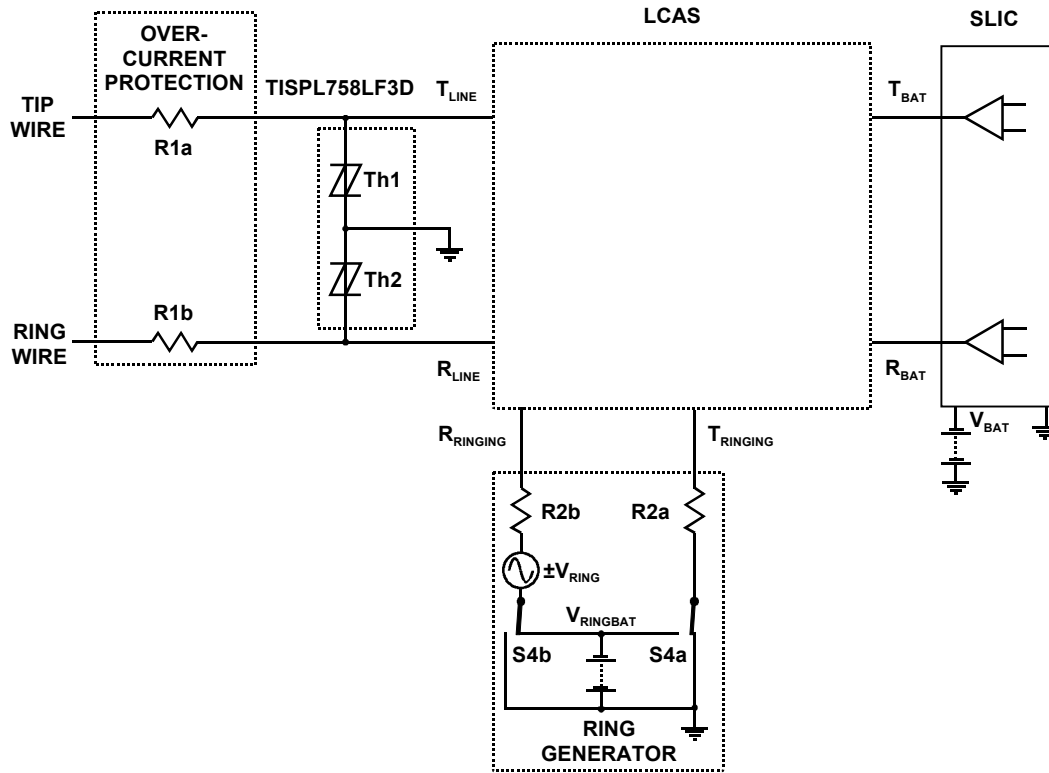 LCAS
SLIC
OVER-
CURRENT
PROTECTION
TISPL758LF3D
TLINE
TBAT
TIP
WIRE
R1a
Th1
Th2
R1b
RING
WIRE
RLINE
RBAT
RRINGING
TRINGING
VBAT
R2b
R2a
±VRING
VRINGBAT
S4b
S4a
RING
GENERATOR